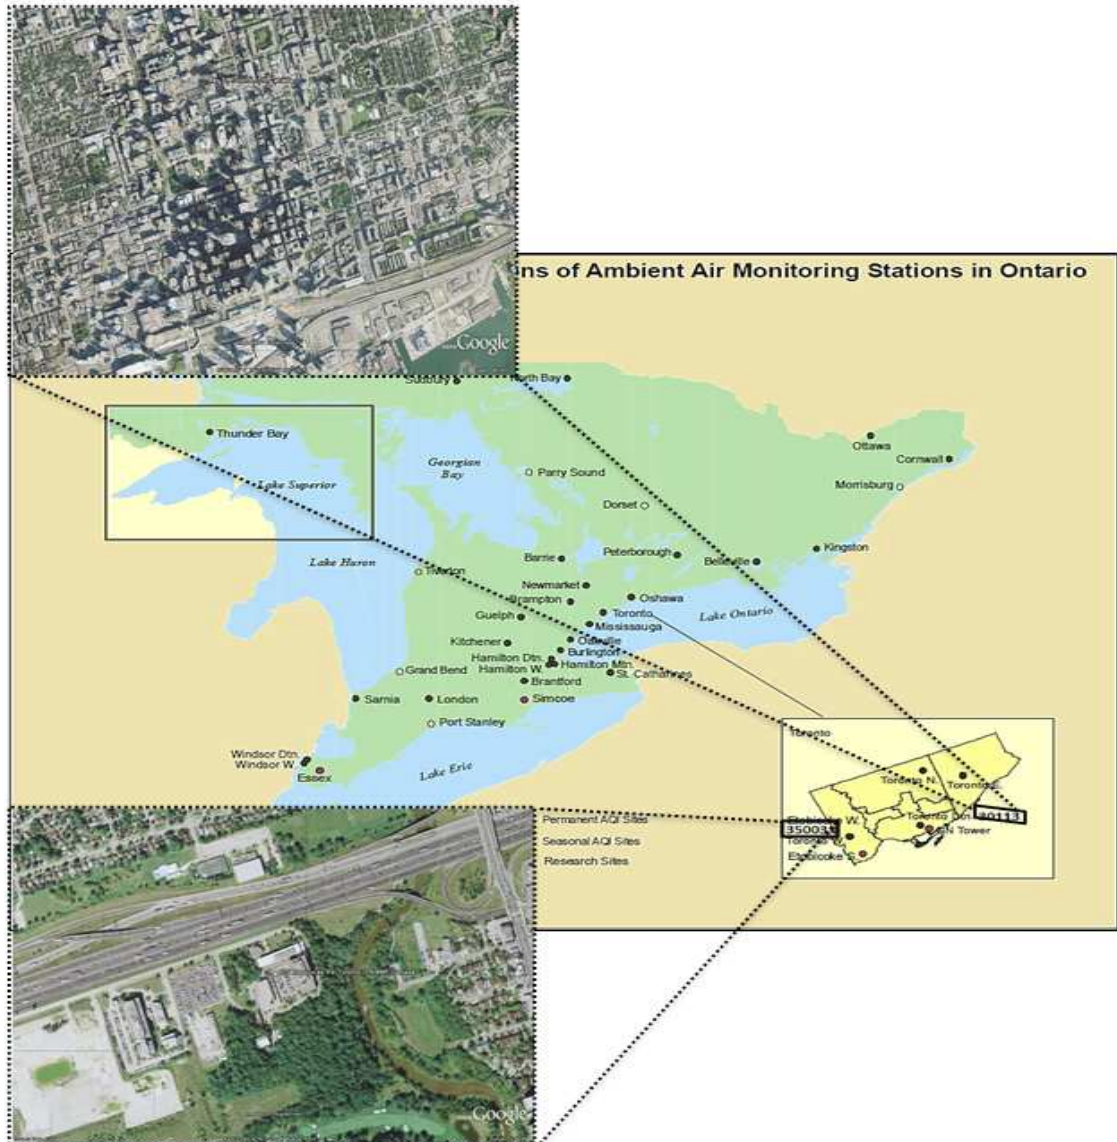 Google
ns of Ambient Air Monitoring Stations in Ontario
Sudbury
North Bay
Thunder Bay
Ottawa
Cornwall
Georgian
Bay
Parry Sound
Lake Superior
Morrisburg
Dorset
Kingston
Peterborough
Barrie
Belleville
Lake Huron
Tiverton
Newmarket
Brampton
Oshawa
Guelph
Toronto
Lake Ontario
Mississauga
Kitchener
Oakville
Burlington
Hamilton Dtn.
Hamilton Mtn.
Hamilton W.
Grand Bend
St. Catharines
Brantford
Sarnia
London
Simcoe
Port Stanley
Toronto
Windsor Dtn.
Windsor W.
Lake Erie
Essex
Toronto N.
Toronto E.
Permanent AQI Sites
Toronto Dtn.
CN Tower
Seasonal AQI Sites
Etobicoke S.
Research Sites
Google